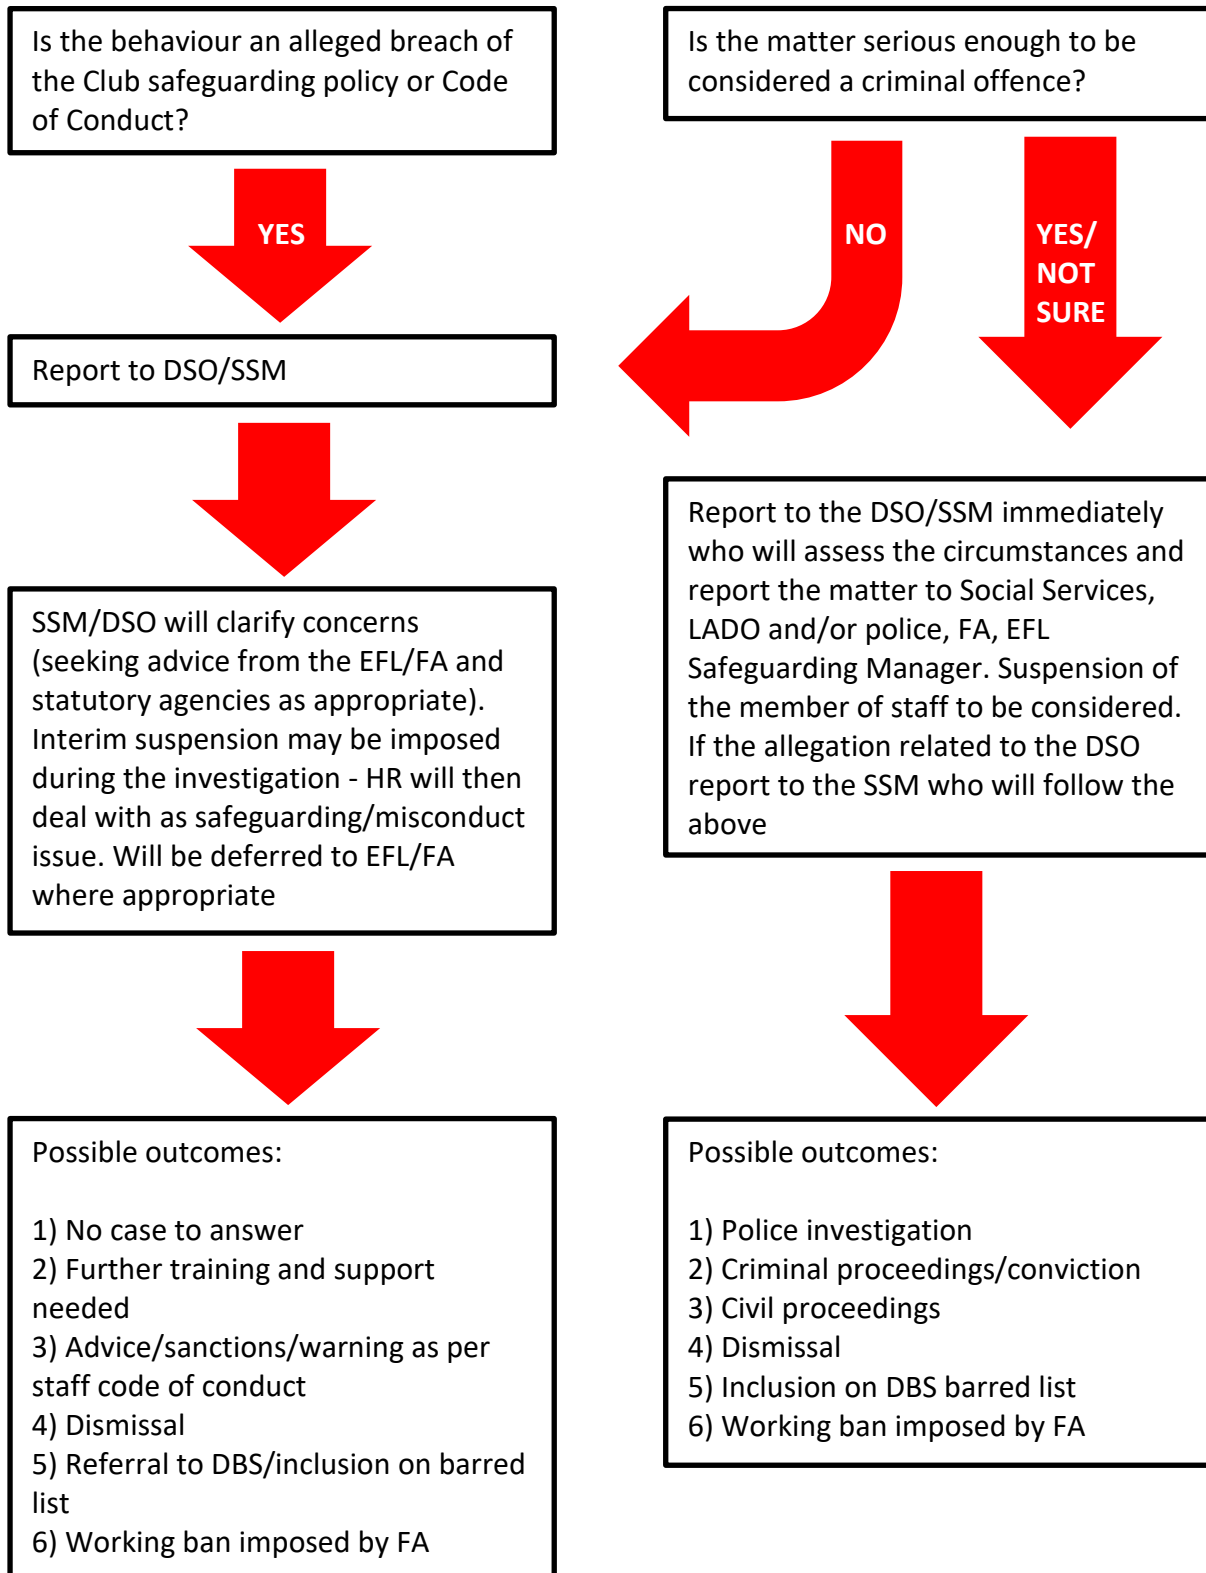 Is the behaviour an alleged breach of
the Club safeguarding policy or Code
of Conduct?
YES
Report to DSO/SSM
SSM/DSO will clarify concerns
(seeking advice from the EFL/FA and
statutory agencies as appropriate).
Interim suspension may be imposed
during the investigation - HR will then
deal with as safeguarding/misconduct
issue. Will be deferred to EFL/FA
where appropriate
Possible outcomes:
1) No case to answer
2) Further training and support
needed
3) Advice/sanctions/warning as per
staff code of conduct
4) Dismissal
5) Referral to DBS/inclusion on barred
list
6) Working ban imposed by FA
Is the matter serious enough to be
considered a criminal offence?
NO
YES/
NOT
SURE
Report to the DSO/SSM immediately
who will assess the circumstances and
report the matter to Social Services,
LADO and/or police, FA, EFL
Safeguarding Manager. Suspension of
the member of staff to be considered.
If the allegation related to the DSO
report to the SSM who will follow the
above
Possible outcomes:
1) Police investigation
2) Criminal proceedings/conviction
3) Civil proceedings
4) Dismissal
5) Inclusion on DBS barred list
6) Working ban imposed by FA